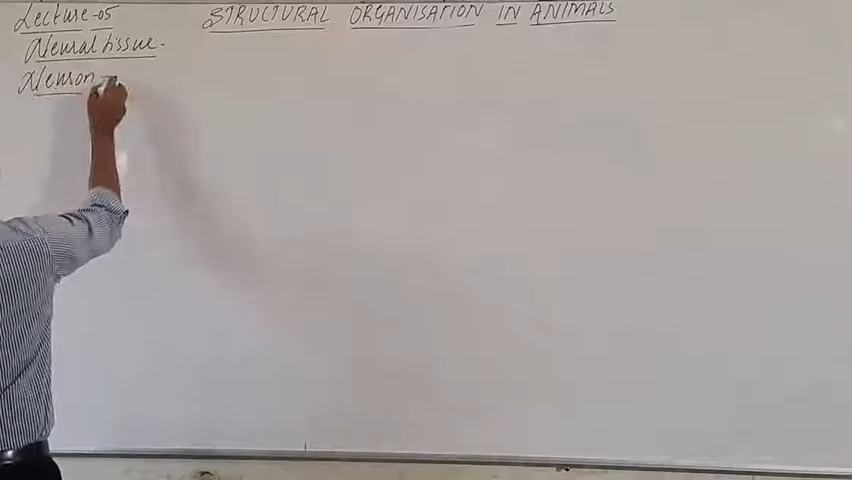 Lecture-05 STRUCTURAL ORGANISATION IN ANIMALS
Neural tissue.
Neuron -